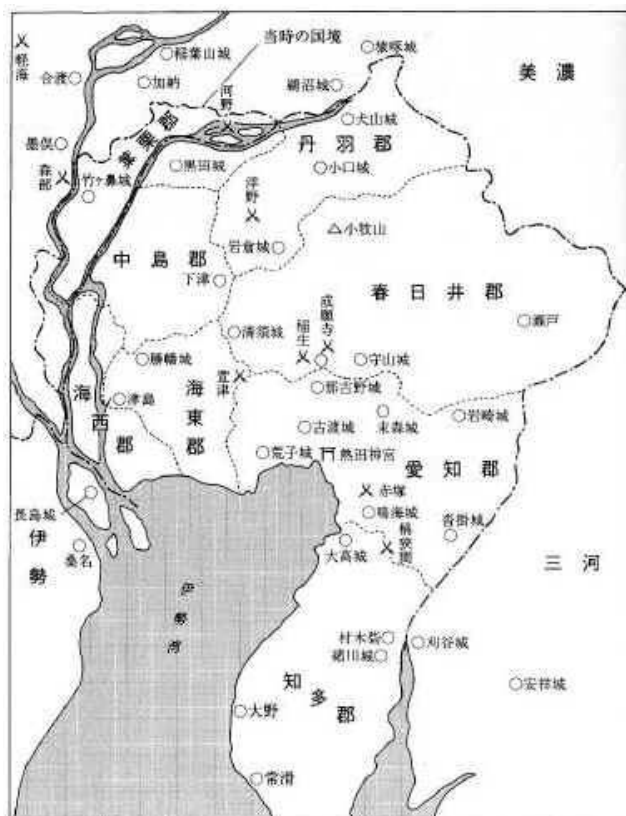 軽海
稲葉山城
当時の国境
猿啄城
合渡
加納
鵜沼城
美濃
河野
犬山城
墨俣
葉栗郡
丹羽郡
森部
黒田城
小口城
竹ヶ鼻城
浮野
小牧山
岩倉城
中島郡
下津
春日井郡
成願寺
瀬戸
清須城
稲生
勝幡城
守山城
萱津
那古野城
津島
海東郡
海西郡
古渡城
末森城
岩崎城
荒子城
熱田神宮
愛知郡
赤塚
長島城
鳴海城
沓掛城
桶狭間
伊勢
大高城
桑名
三河
伊勢湾
村木砦
刈谷城
緒川城
知多郡
安祥城
大野
常滑